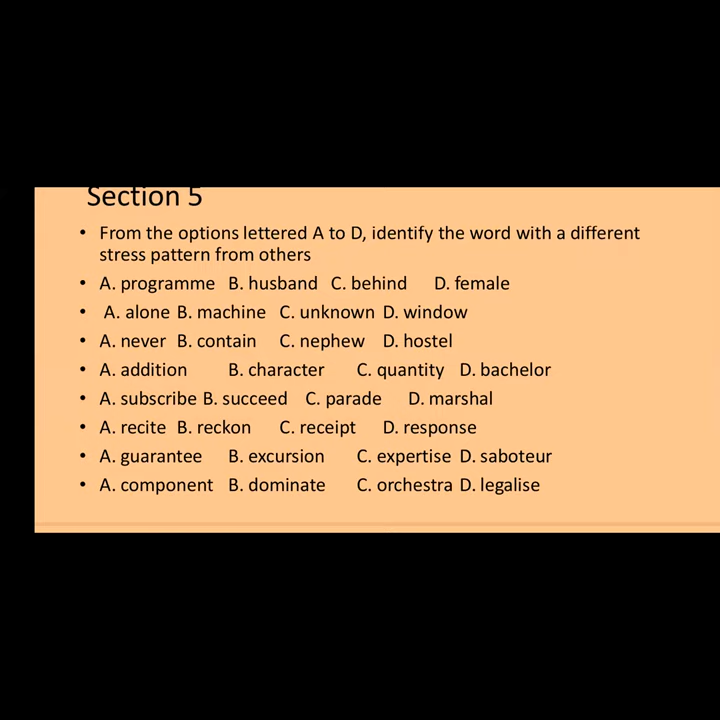 Section 5
• From the options lettered A to D, identify the word with a different
stress pattern from others
• A. programme B. husband C. behind D. female
• A. alone B. machine C. unknown D. window
• A. never B. contain C. nephew D. hostel
• A. addition B. character C. quantity D. bachelor
• A. subscribe B. succeed C. parade D. marshal
• A. recite B. reckon C. receipt D. response
• A. guarantee B. excursion C. expertise D. saboteur
• A. component B. dominate C. orchestra D. legalise